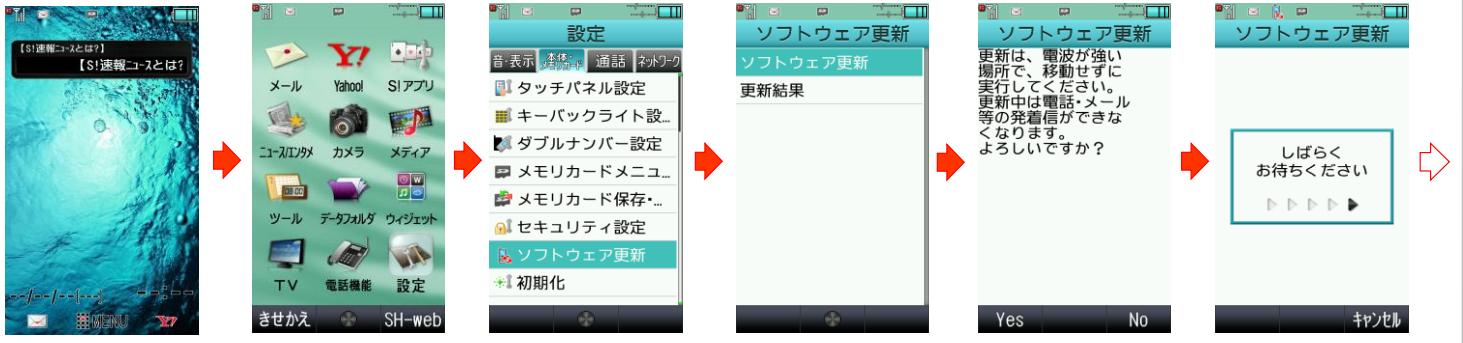 【S!速報ﾆｭｰｽとは?】
【S!速報ﾆｭｰｽとは?
--/--/--[---]
--:--
MENU
Y7
メール
Yahoo!
S!アプリ
ﾆｭｰｽ/ｴﾝﾀﾒ
カメラ
メディア
ツール
ﾃﾞｰﾀﾌｫﾙﾀﾞ
ウィジェット
TV
電話機能
設定
きせかえ
SH-web
設定
音・表示
本体・
ﾒﾓﾘｶｰﾄﾞ
通話
ﾈｯﾄﾜｰｸ
タッチパネル設定
キーバックライト設…
ダブルナンバー設定
メモリカードメニュ…
メモリカード保存・…
セキュリティ設定
ソフトウェア更新
初期化
ソフトウェア更新
ソフトウェア更新
更新結果
ソフトウェア更新
更新は、電波が強い
場所で、移動せずに
実行してください。
更新中は電話・メール
等の発着信ができな
くなります。
よろしいですか？
Yes
No
ソフトウェア更新
しばらく
お待ちください
ｷｬﾝｾﾙ